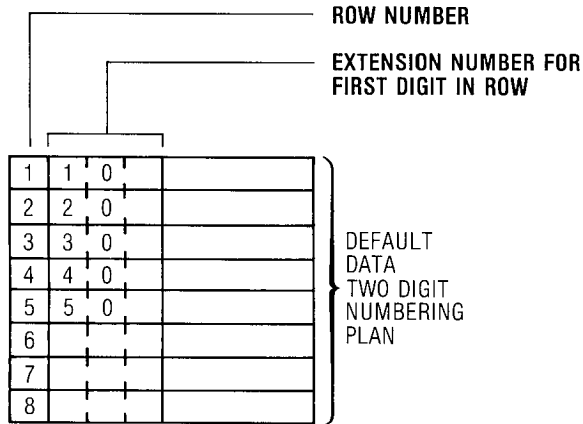 ROW NUMBER
EXTENSION NUMBER FOR
FIRST DIGIT IN ROW
1 1 0
2 2 0
3 3 0
4 4 0
5 5 0
6
7
8
DEFAULT
DATA
TWO DIGIT
NUMBERING
PLAN